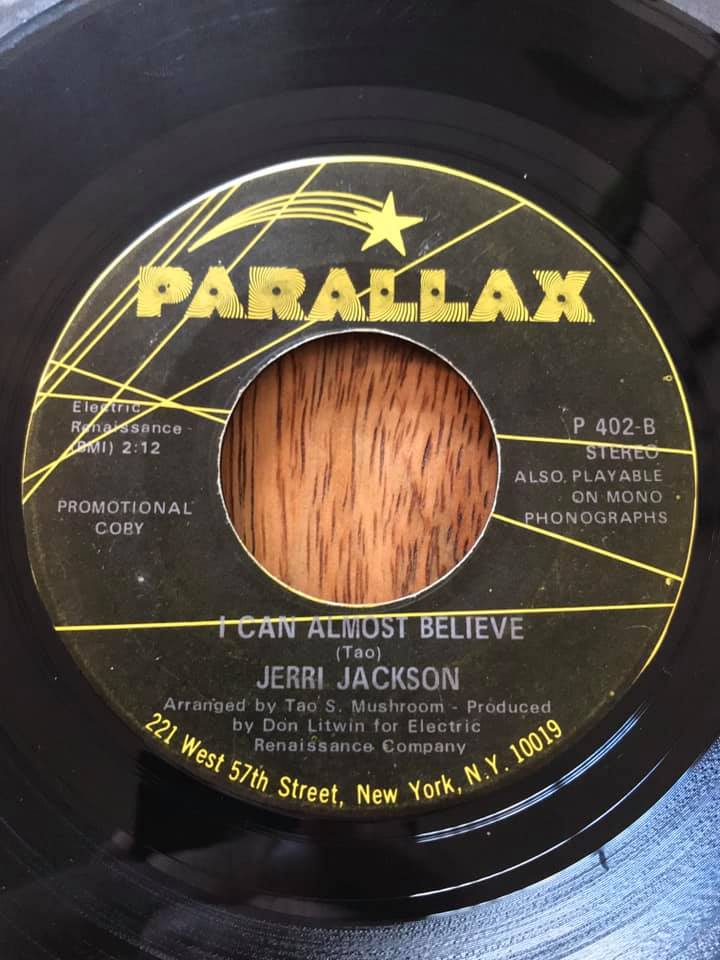 PARALLAX
Electric
Renaissance
(BMI) 2:12
PROMOTIONAL
COPY
P 402-B
STEREO
ALSO PLAYABLE
ON MONO
PHONOGRAPHS
I CAN ALMOST BELIEVE
(Tao)
JERRI JACKSON
Arranged by Tao S. Mushroom - Produced
by Don Litwin for Electric
Renaissance Company
221 West 57th Street, New York, N.Y. 10019